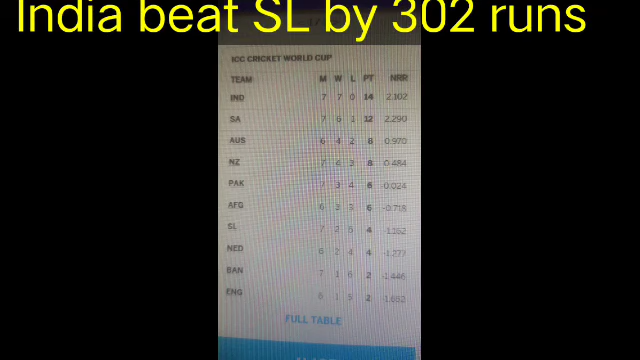 India beat SL by 302 runs
ICC CRICKET WORLD CUP
TEAM M W L PT NRR
IND 7 7 0 14 2.102
SA 7 6 1 12 2.290
AUS 6 4 2 8 0.970
NZ 7 4 3 8 0.484
PAK 7 3 4 6 -0.024
AFG 6 3 3 6 -0.718
SL 7 2 5 4 -1.162
NED 6 2 4 4 -1.277
BAN 7 1 6 2 -1.446
ENG 6 1 5 2 -1.652
FULL TABLE